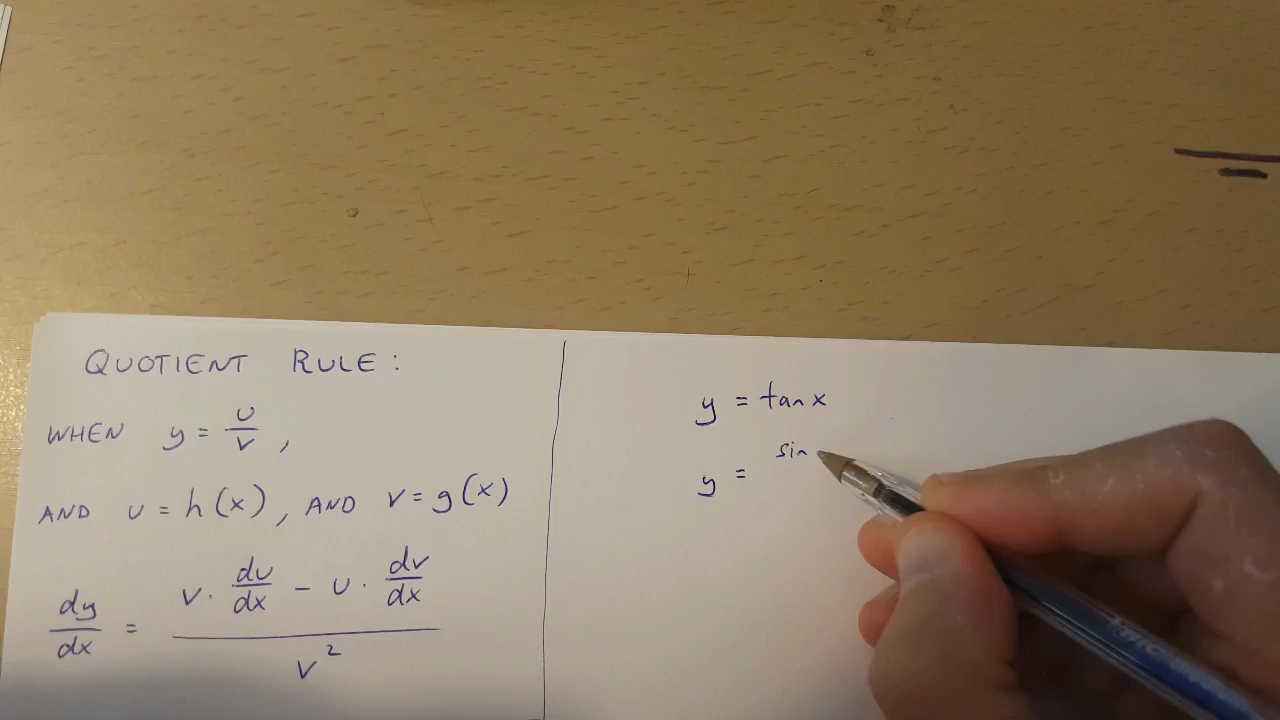 QUOTIENT RULE:
WHEN y = u/v ,
AND u = h(x), AND v = g(x)
dy/dx = (v · du/dx − u · dv/dx) / v²
y = tan x
y = sin